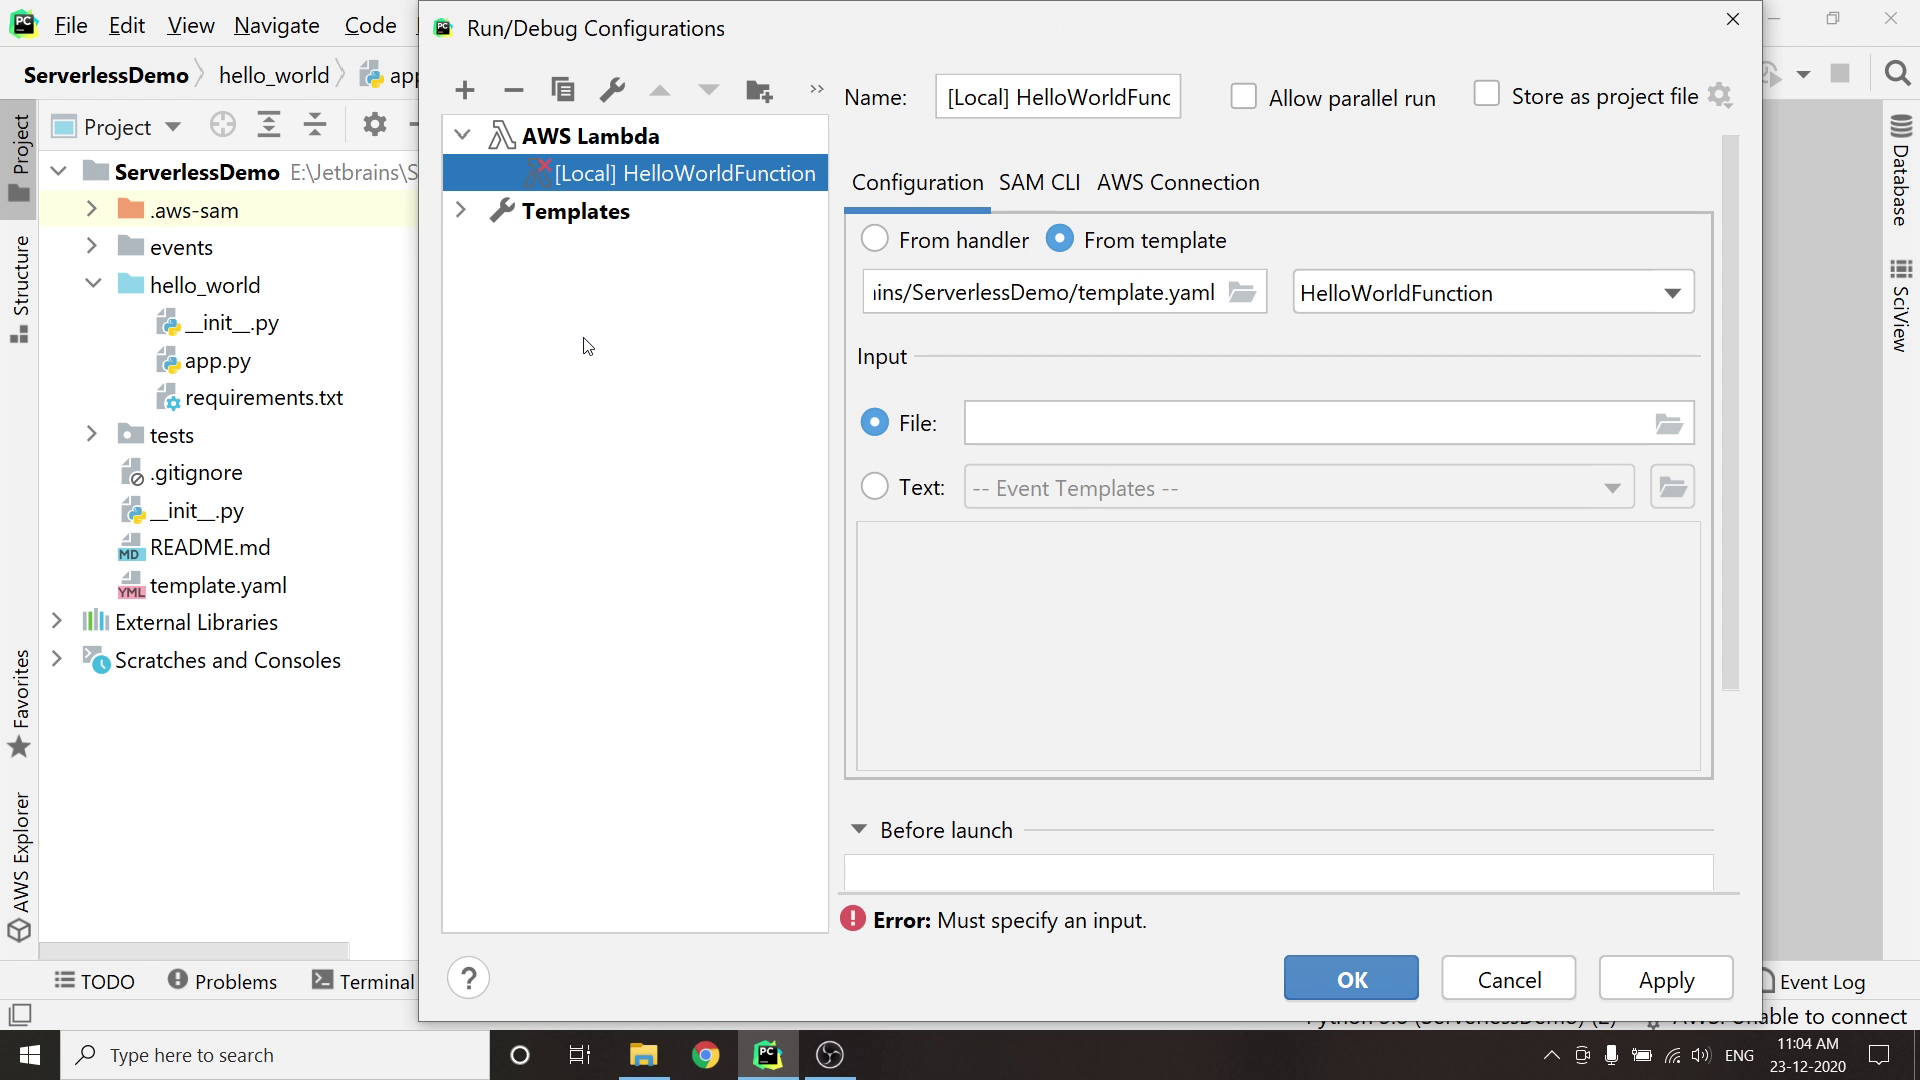 File Edit View Navigate Code
Run/Debug Configurations
ServerlessDemo hello_world
Project
ServerlessDemo E:\Jetbrains\S
.aws-sam
events
hello_world
__init__.py
app.py
requirements.txt
tests
.gitignore
__init__.py
README.md
template.yaml
External Libraries
Scratches and Consoles
Project
Structure
Favorites
AWS Explorer
AWS Lambda
[Local] HelloWorldFunction
Templates
Name: [Local] HelloWorldFunc Allow parallel run Store as project file
Configuration SAM CLI AWS Connection
From handler From template
ins/ServerlessDemo/template.yaml HelloWorldFunction
Input
File:
Text: -- Event Templates --
Before launch
Error: Must specify an input.
? OK Cancel Apply
Database
SciView
TODO Problems Terminal Event Log
able to connect
Type here to search
ENG
11:04 AM
23-12-2020